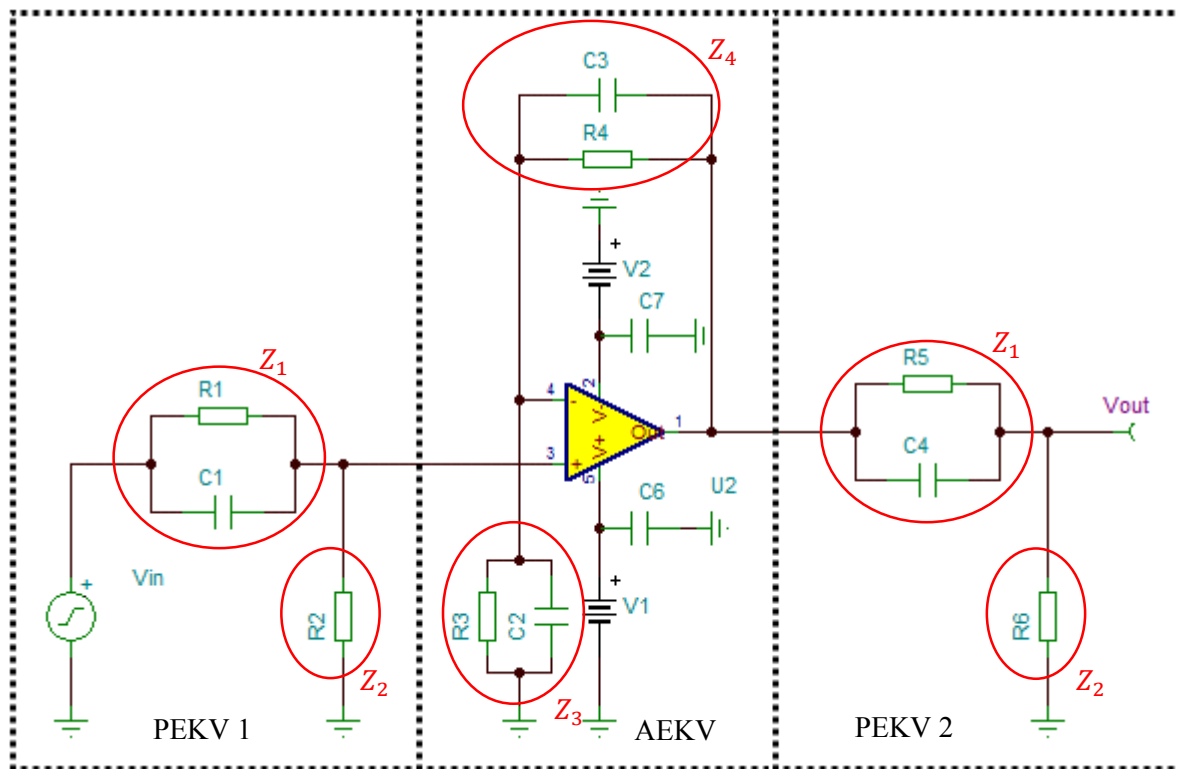 Z₄
C3
R4
+
V2
C7
Z₁
R1
C1
4
2
-
V-
Out
1
3
+
V+
5
C6
U2
Z₁
R5
C4
Vout
Vin
+
R2
Z₂
R3
C2
Z₃
+
V1
R6
Z₂
PEKV 1
AEKV
PEKV 2